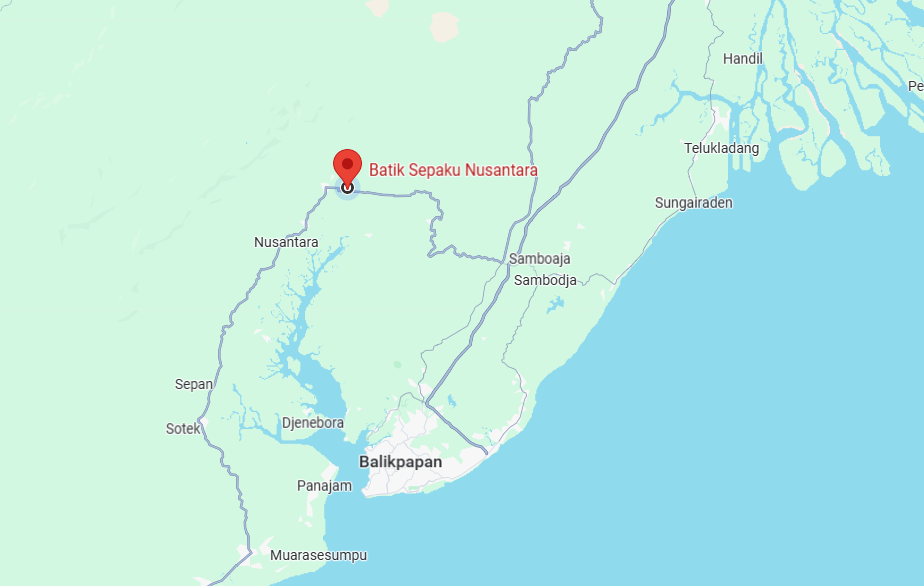 Handil
Pe
Telukladang
Batik Sepaku Nusantara
Sungairaden
Nusantara
Samboaja
Sambodja
Sepan
Sotek
Djenebora
Balikpapan
Panajam
Muarasesumpu